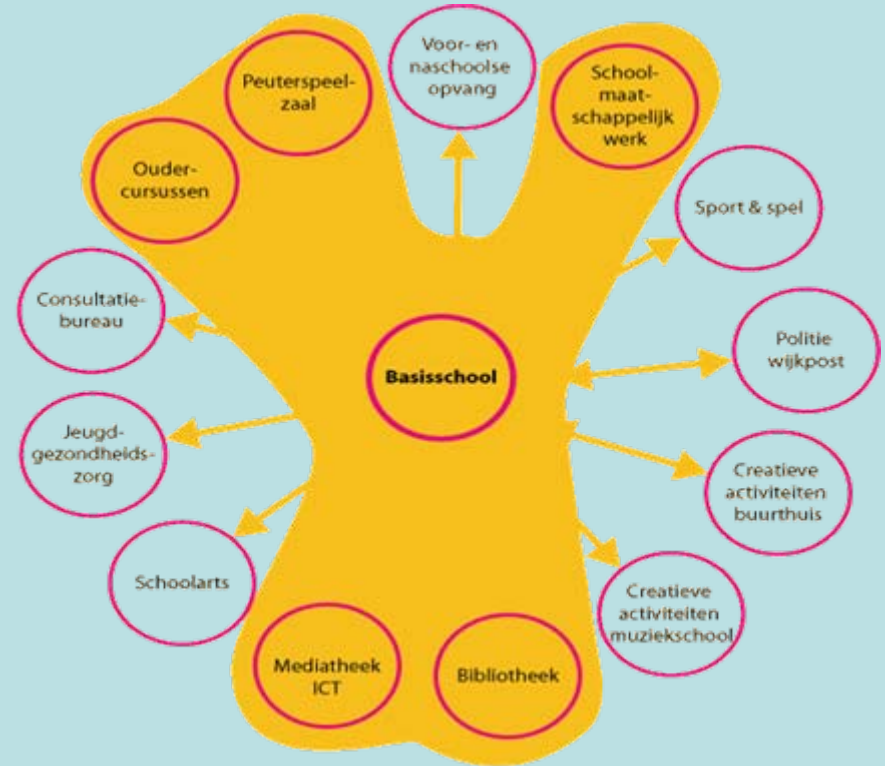 Voor- en
naschoolse
opvang
Peuterspeel-
zaal
School-
maat-
schappelijk
werk
Ouder-
cursussen
Sport & spel
Consultatie-
bureau
Politie
wijkpost
Basisschool
Jeugd-
gezondheids-
zorg
Creatieve
activiteiten
buurthuis
Schoolarts
Creatieve
activiteiten
muziekschool
Mediatheek
ICT
Bibliotheek